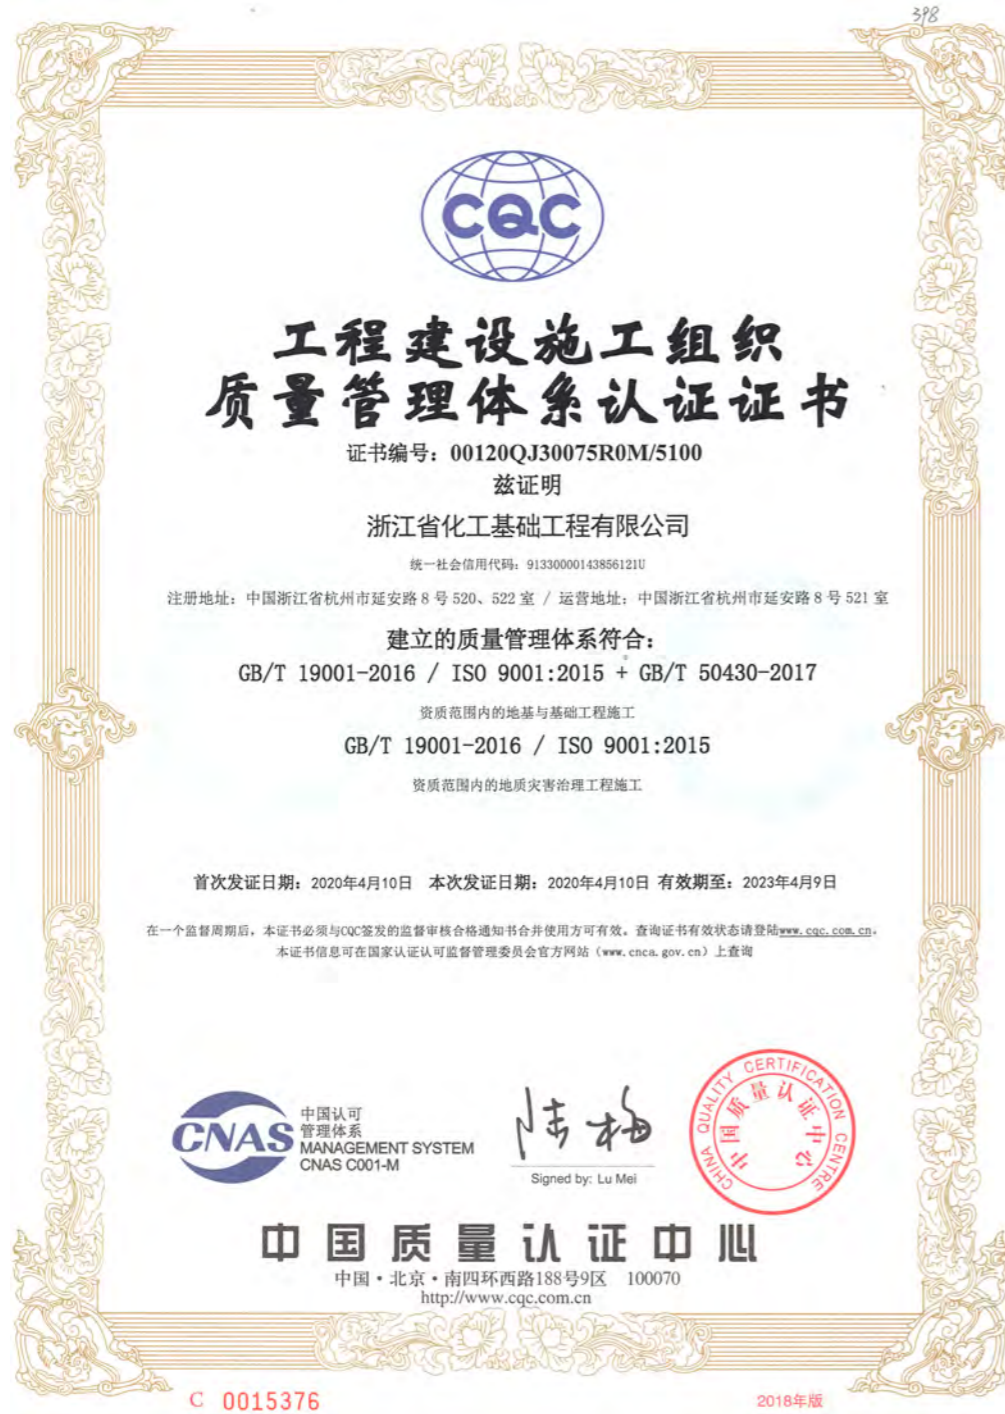 398
CQC
工程建设施工组织
质量管理体系认证证书
证书编号：00120QJ30075R0M/5100
兹证明
浙江省化工基础工程有限公司
统一社会信用代码：91330000143856121U
注册地址：中国浙江省杭州市延安路8号520、522室 / 运营地址：中国浙江省杭州市延安路8号521室
建立的质量管理体系符合：
GB/T 19001-2016 / ISO 9001:2015 + GB/T 50430-2017
资质范围内的地基与基础工程施工
GB/T 19001-2016 / ISO 9001:2015
资质范围内的地质灾害治理工程施工
首次发证日期：2020年4月10日 本次发证日期：2020年4月10日 有效期至：2023年4月9日
在一个监督周期后，本证书必须与CQC签发的监督审核合格通知书合并使用方可有效。查询证书有效状态请登陆www.cqc.com.cn，
本证书信息可在国家认证认可监督管理委员会官方网站（www.cnca.gov.cn）上查询
CNAS
中国认可
管理体系
MANAGEMENT SYSTEM
CNAS C001-M
陆梅
Signed by: Lu Mei
CHINA QUALITY CERTIFICATION CENTRE
中国质量认证中心
中国质量认证中心
中国·北京·南四环西路188号9区 100070
http://www.cqc.com.cn
C 0015376
2018年版